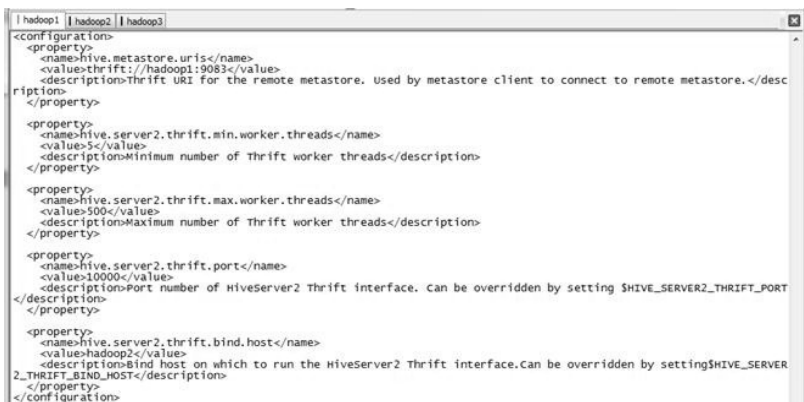 hadoop1 hadoop2 hadoop3
<configuration>
<property>
<name>hive.metastore.uris</name>
<value>thrift://hadoop1:9083</value>
<description>Thrift URI for the remote metastore. Used by metastore client to connect to remote metastore.</desc
ription>
</property>
<property>
<name>hive.server2.thrift.min.worker.threads</name>
<value>5</value>
<description>Minimum number of Thrift worker threads</description>
</property>
<property>
<name>hive.server2.thrift.max.worker.threads</name>
<value>500</value>
<description>Maximum number of Thrift worker threads</description>
</property>
<property>
<name>hive.server2.thrift.port</name>
<value>10000</value>
<description>Port number of HiveServer2 Thrift interface. Can be overridden by setting $HIVE_SERVER2_THRIFT_PORT
</description>
</property>
<property>
<name>hive.server2.thrift.bind.host</name>
<value>hadoop2</value>
<description>Bind host on which to run the HiveServer2 Thrift interface.Can be overridden by setting$HIVE_SERVER
2_THRIFT_BIND_HOST</description>
</property>
</configuration>